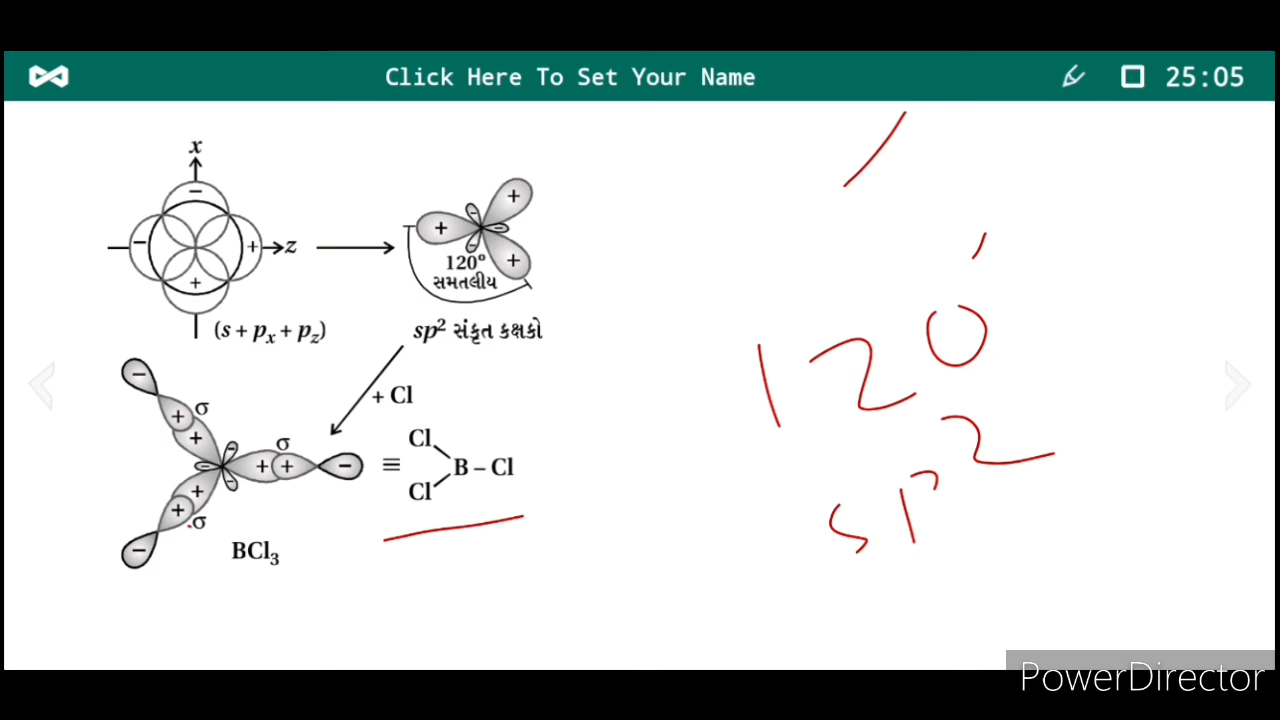 Click Here To Set Your Name
25:05
x
−
− + z
+
(s + pₓ + p_z)
+
+ −
−
− +
120°
સમતલીય
sp² સંકૃત કક્ષકો
+ Cl
−
+ σ
+
− −
σ
+ + −
+
+
σ
−
BCl₃
≡
Cl
B – Cl
Cl
120
sp2
PowerDirector